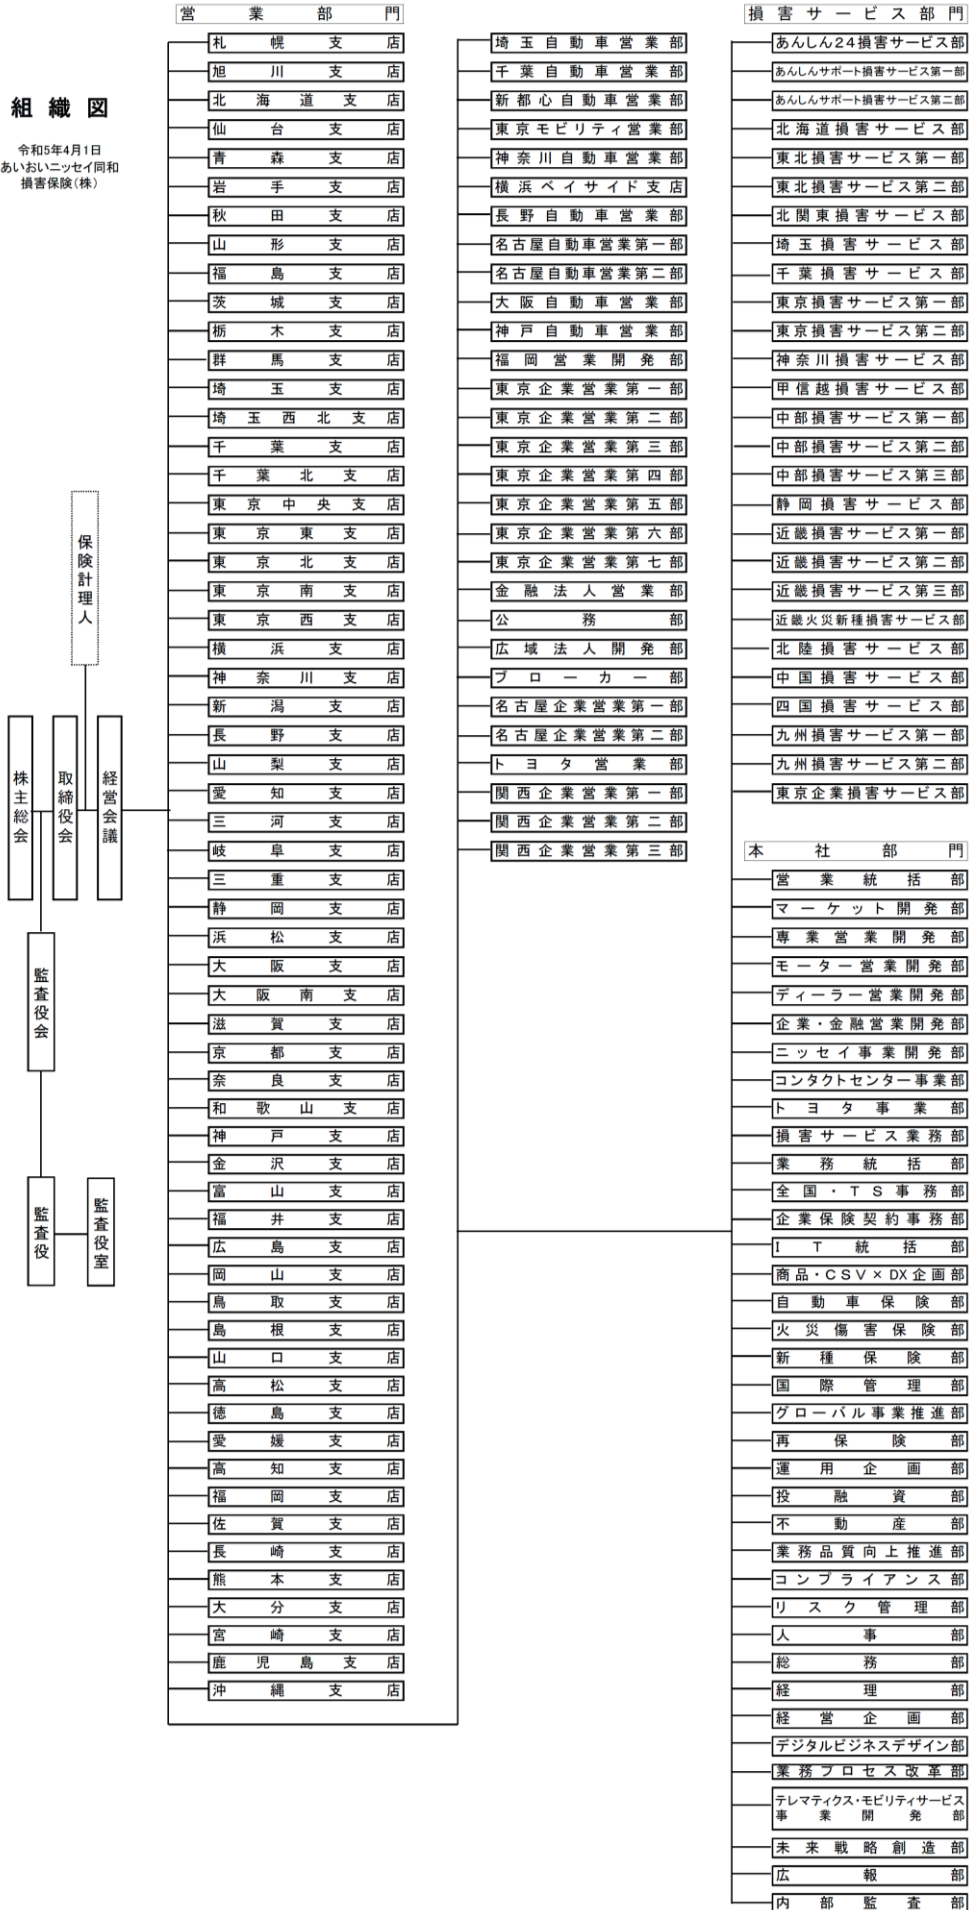 組織図
令和5年4月1日
あいおいニッセイ同和
損害保険(株)
株主総会
取締役会
経営会議
保険計理人
監査役会
監査役
監査役室
営業部門
札幌支店
旭川支店
北海道支店
仙台支店
青森支店
岩手支店
秋田支店
山形支店
福島支店
茨城支店
栃木支店
群馬支店
埼玉支店
埼玉西北支店
千葉支店
千葉北支店
東京中央支店
東京東支店
東京北支店
東京南支店
東京西支店
横浜支店
神奈川支店
新潟支店
長野支店
山梨支店
愛知支店
三河支店
岐阜支店
三重支店
静岡支店
浜松支店
大阪支店
大阪南支店
滋賀支店
京都支店
奈良支店
和歌山支店
神戸支店
金沢支店
富山支店
福井支店
広島支店
岡山支店
鳥取支店
島根支店
山口支店
高松支店
徳島支店
愛媛支店
高知支店
福岡支店
佐賀支店
長崎支店
熊本支店
大分支店
宮崎支店
鹿児島支店
沖縄支店
埼玉自動車営業部
千葉自動車営業部
新都心自動車営業部
東京モビリティ営業部
神奈川自動車営業部
横浜ベイサイド支店
長野自動車営業部
名古屋自動車営業第一部
名古屋自動車営業第二部
大阪自動車営業部
神戸自動車営業部
福岡営業開発部
東京企業営業第一部
東京企業営業第二部
東京企業営業第三部
東京企業営業第四部
東京企業営業第五部
東京企業営業第六部
東京企業営業第七部
金融法人営業部
公務部
広域法人開発部
ブローカー部
名古屋企業営業第一部
名古屋企業営業第二部
トヨタ営業部
関西企業営業第一部
関西企業営業第二部
関西企業営業第三部
損害サービス部門
あんしん24損害サービス部
あんしんサポート損害サービス第一部
あんしんサポート損害サービス第二部
北海道損害サービス部
東北損害サービス第一部
東北損害サービス第二部
北関東損害サービス部
埼玉損害サービス部
千葉損害サービス部
東京損害サービス第一部
東京損害サービス第二部
神奈川損害サービス部
甲信越損害サービス部
中部損害サービス第一部
中部損害サービス第二部
中部損害サービス第三部
静岡損害サービス部
近畿損害サービス第一部
近畿損害サービス第二部
近畿損害サービス第三部
近畿火災新種損害サービス部
北陸損害サービス部
中国損害サービス部
四国損害サービス部
九州損害サービス第一部
九州損害サービス第二部
東京企業損害サービス部
本社部門
営業統括部
マーケット開発部
専業営業開発部
モーター営業開発部
ディーラー営業開発部
企業・金融営業開発部
ニッセイ事業開発部
コンタクトセンター事業部
トヨタ事業部
損害サービス業務部
業務統括部
全国・TS事務部
企業保険契約事務部
IT統括部
商品・CSV×DX企画部
自動車保険部
火災傷害保険部
新種保険部
国際管理部
グローバル事業推進部
再保険部
運用企画部
投融資部
不動産部
業務品質向上推進部
コンプライアンス部
リスク管理部
人事部
総務部
経理部
経営企画部
デジタルビジネスデザイン部
業務プロセス改革部
テレマティクス・モビリティサービス
事業開発部
未来戦略創造部
広報部
内部監査部